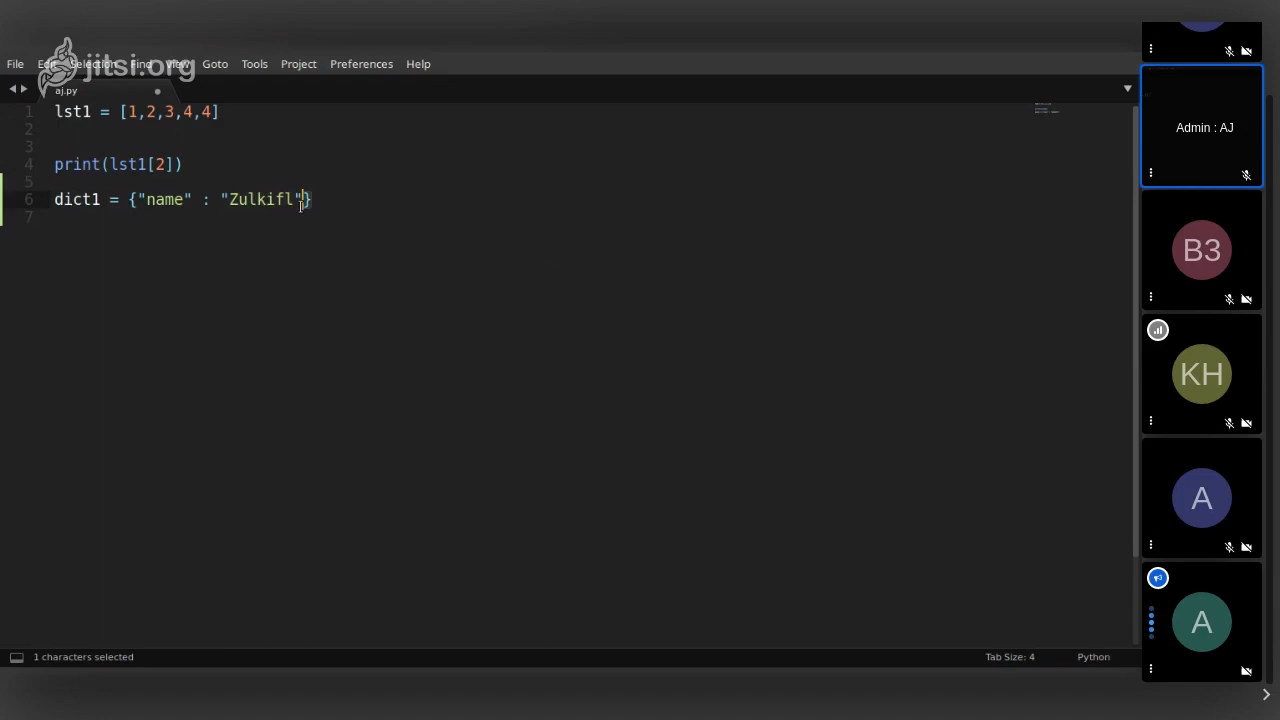 jitsi.org
File Edit Selection Find View Goto Tools Project Preferences Help
aj.py
1 lst1 = [1,2,3,4,4]
2
3
4 print(lst1[2])
5
6 dict1 = {"name" : "Zulkifl"}
7
1 characters selected
Tab Size: 4 Python
Admin : AJ
B3
KH
A
A